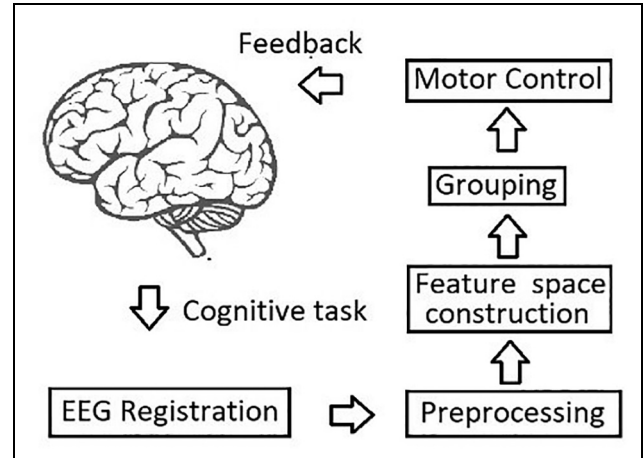 Feedback
Motor Control
Grouping
Feature space
construction
Cognitive task
EEG Registration
Preprocessing